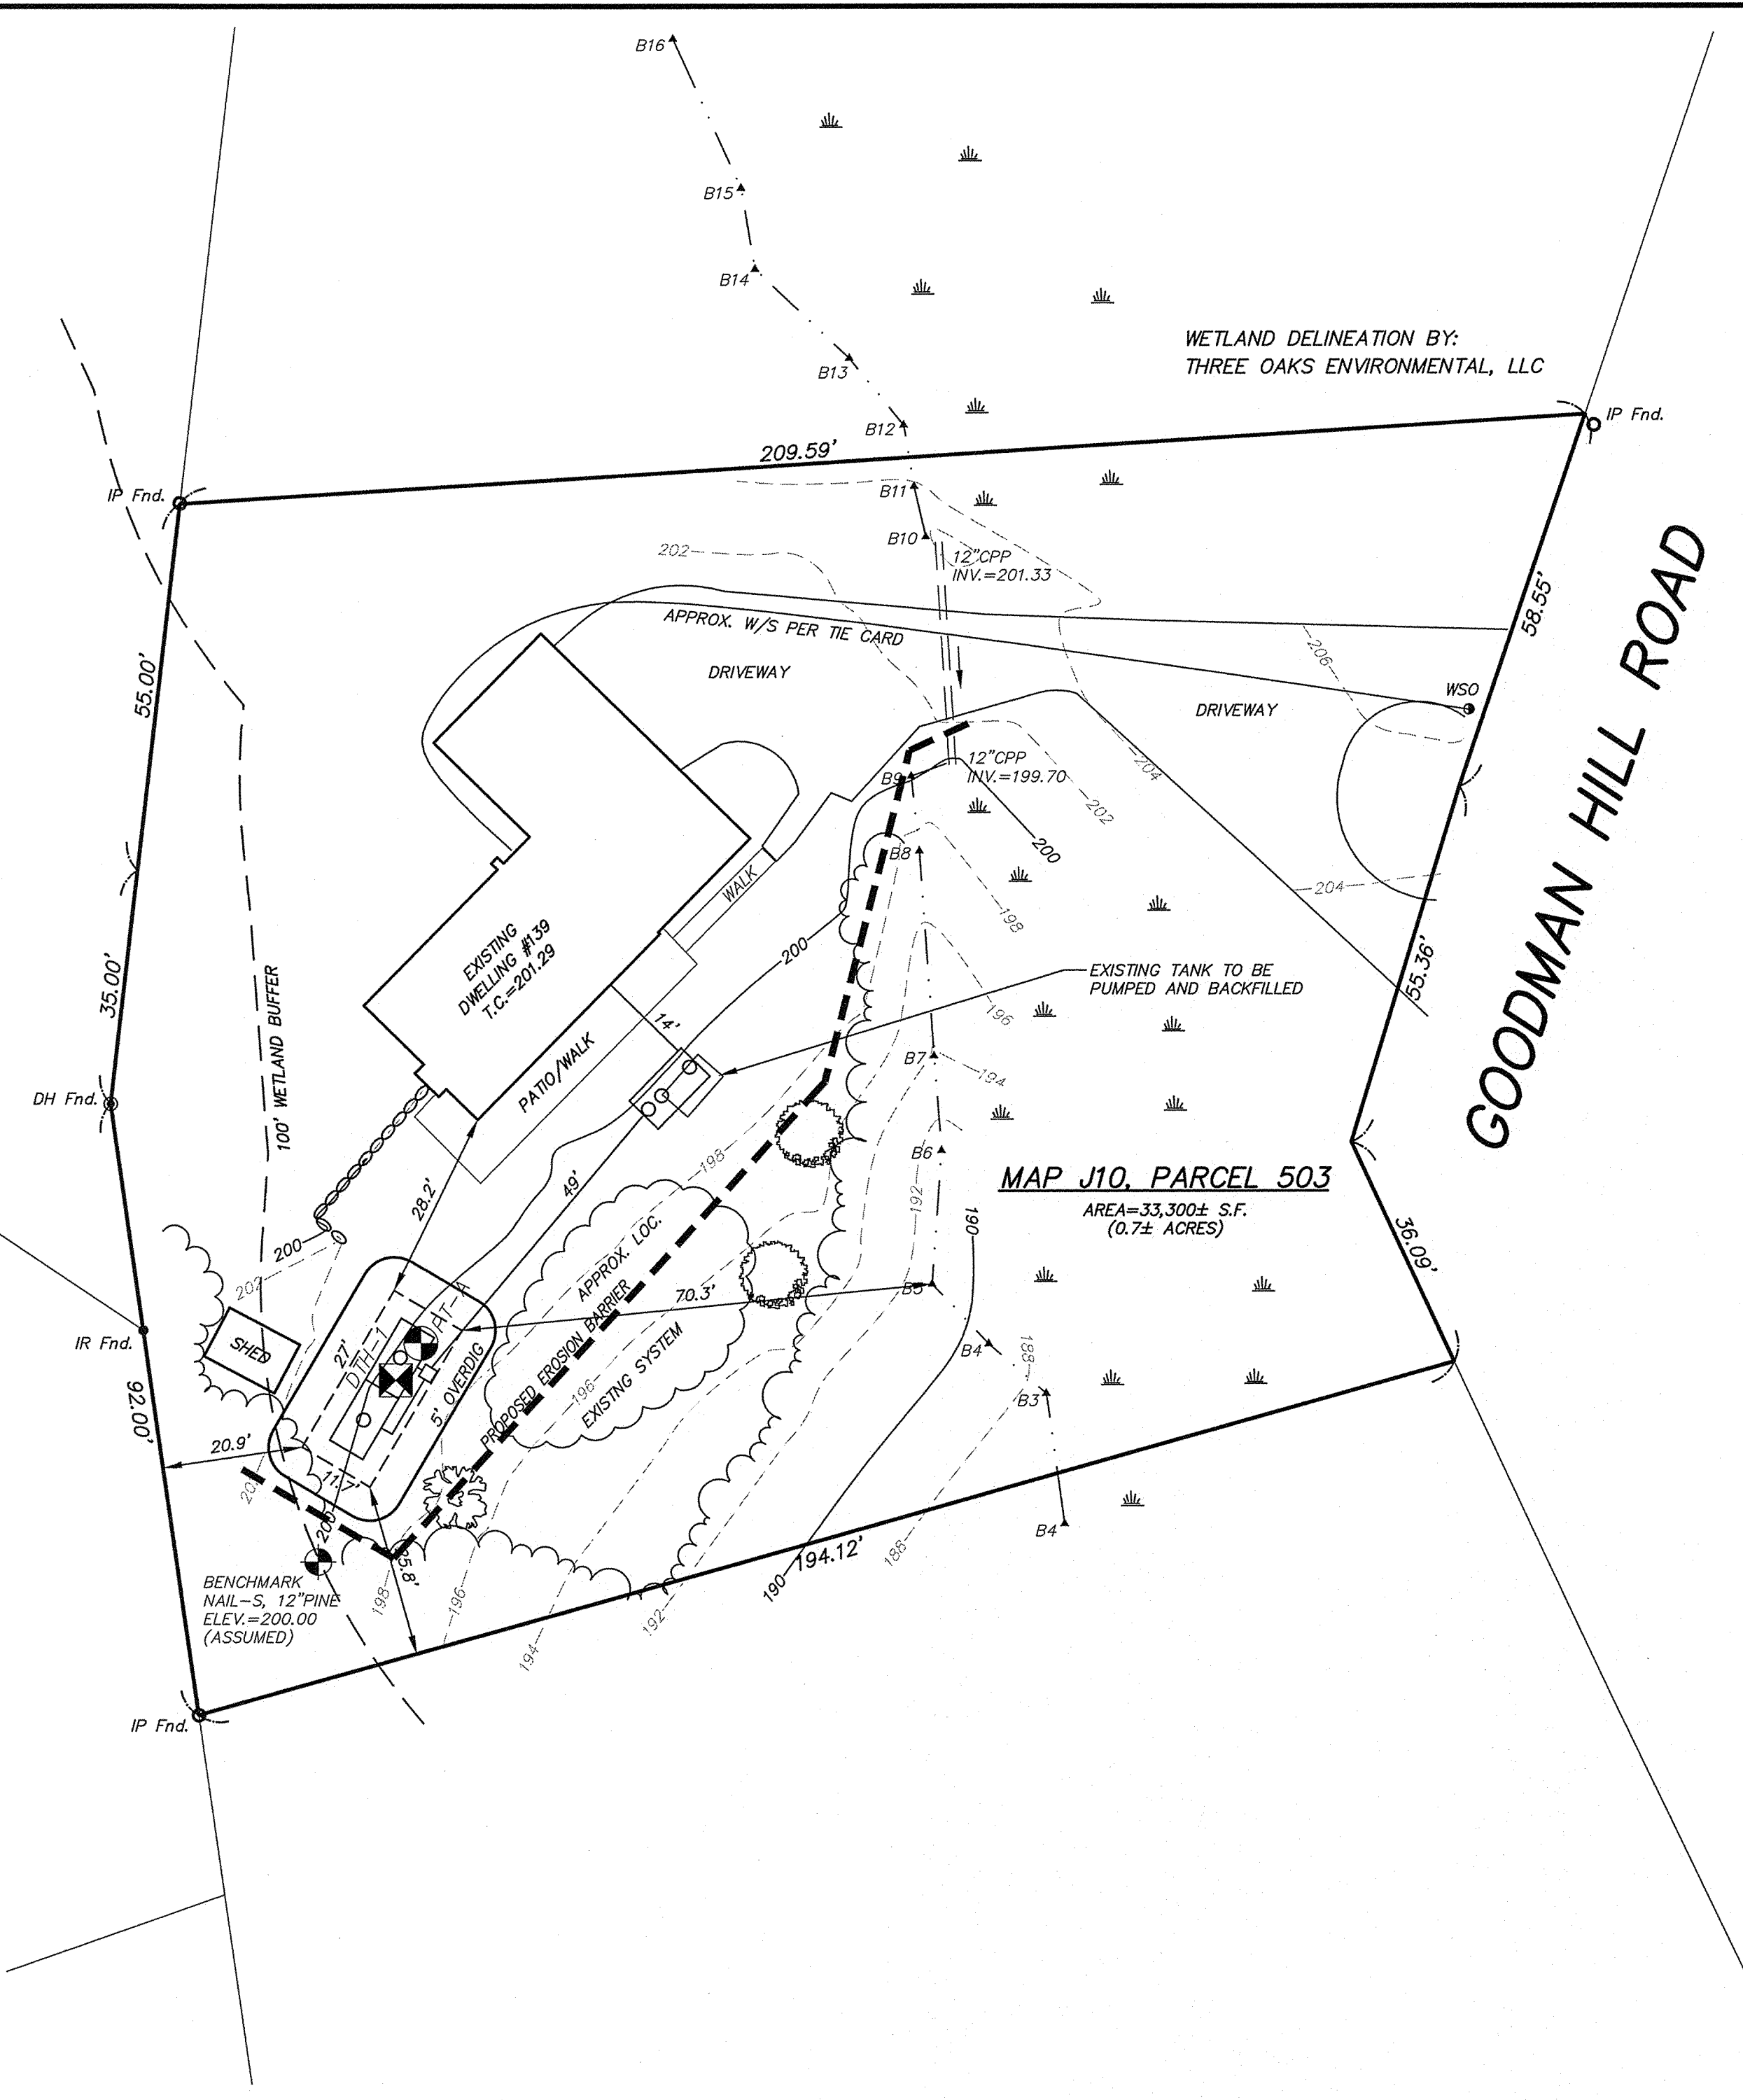 B16
B15
B14
B13
WETLAND DELINEATION BY:
THREE OAKS ENVIRONMENTAL, LLC
B12
IP Fnd.
209.59'
IP Fnd.
B11
B10
202
12"CPP
INV.=201.33
58.55'
GOODMAN HILL ROAD
APPROX. W/S PER TIE CARD
DRIVEWAY
206
WSO
DRIVEWAY
55.00'
12"CPP
INV.=199.70
204
B9
202
200
B8
WALK
204
198
EXISTING
DWELLING #139
T.C.=201.29
200
35.00'
55.36'
EXISTING TANK TO BE
PUMPED AND BACKFILLED
100' WETLAND BUFFER
196
14'
PATIO/WALK
B7
194
DH Fnd.
B6
198
MAP J10, PARCEL 503
AREA=33,300± S.F.
(0.7± ACRES)
28.2'
49'
192
190
36.09'
200
202
APPROX. LOC.
70.3'
B5
PROPOSED EROSION BARRIER
AT-A
IR Fnd.
SHED
27'
DTH-1
EXISTNG SYSTEM
B4
188
5' OVERDIG
196
B3
92.00'
20.9'
11.7'
200
B4
194.12'
188
190
25.8'
BENCHMARK
NAIL-S, 12"PINE
ELEV.=200.00
(ASSUMED)
198
196
192
194
IP Fnd.